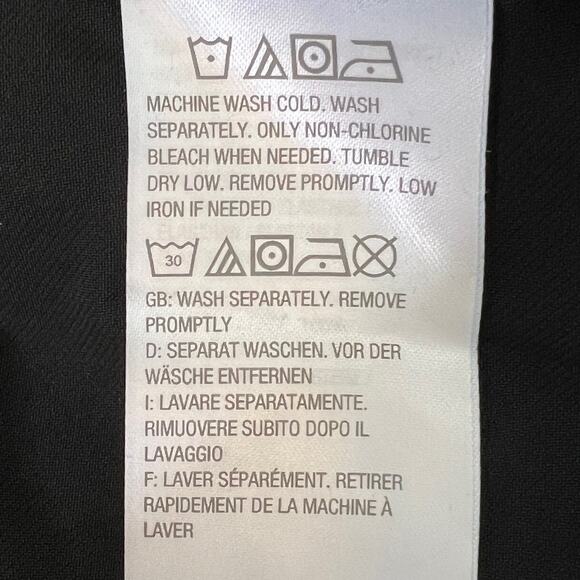 MACHINE WASH COLD. WASH
SEPARATELY. ONLY NON-CHLORINE
BLEACH WHEN NEEDED. TUMBLE
DRY LOW. REMOVE PROMPTLY. LOW
IRON IF NEEDED
30
GB: WASH SEPARATELY. REMOVE
PROMPTLY
D: SEPARAT WASCHEN. VOR DER
WÄSCHE ENTFERNEN
I: LAVARE SEPARATAMENTE.
RIMUOVERE SUBITO DOPO IL
LAVAGGIO
F: LAVER SÉPARÉMENT. RETIRER
RAPIDEMENT DE LA MACHINE À
LAVER